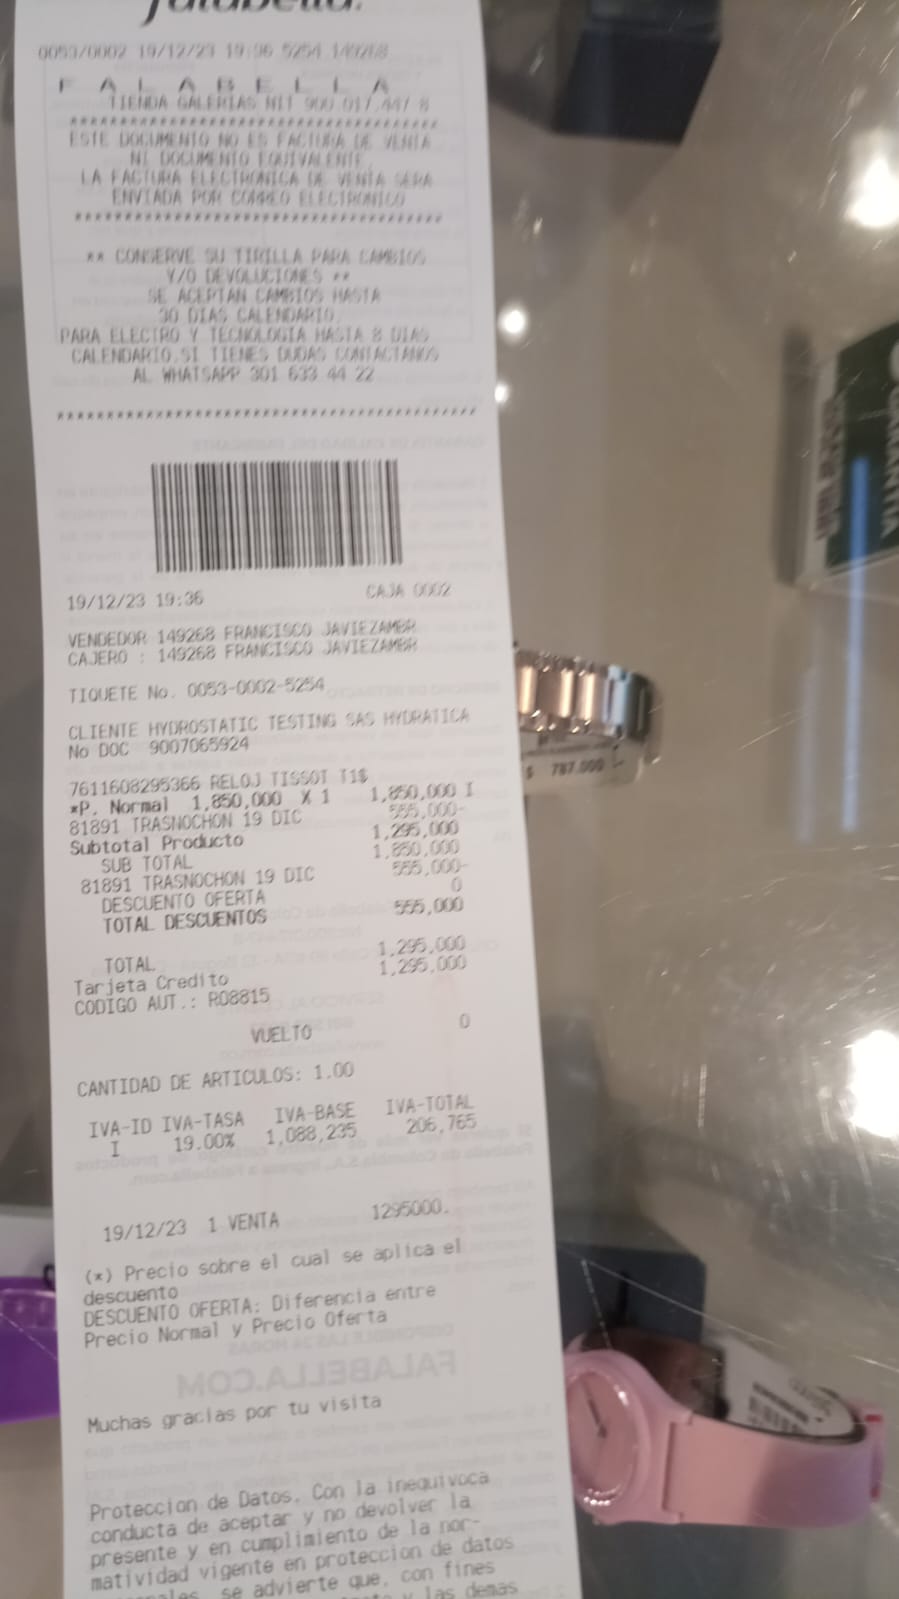 falabella.
0053/0002 19/12/23 19:36 5254 149268
F A L A B E L L A
TIENDA GALERIAS NIT 900.017.447 8
****************************************
ESTE DOCUMENTO NO ES FACTURA DE VENTA
NI DOCUMENTO EQUIVALENTE.
LA FACTURA ELECTRONICA DE VENTA SERA
ENVIADA POR CORREO ELECTRONICO
****************************************
** CONSERVE SU TIRILLA PARA CAMBIOS
Y/O DEVOLUCIONES **
SE ACEPTAN CAMBIOS HASTA
30 DIAS CALENDARIO.
PARA ELECTRO Y TECNOLOGIA HASTA 8 DIAS
CALENDARIO.SI TIENES DUDAS CONTACTANOS
AL WHATSAPP 301 633 44 22
****************************************
19/12/23 19:36 CAJA 0002
VENDEDOR 149268 FRANCISCO JAVIEZAMBR
CAJERO : 149268 FRANCISCO JAVIEZAMBR
TIQUETE No. 0053-0002-5254
CLIENTE HYDROSTATIC TESTING SAS HYDRATICA
No DOC 9007065924
7611608295366 RELOJ TISSOT T1$
*P. Normal 1,850,000 X 1 1,850,000 I
81891 TRASNOCHON 19 DIC 555,000-
Subtotal Producto 1,295,000
SUB TOTAL 1,850,000
81891 TRASNOCHON 19 DIC 555,000-
DESCUENTO OFERTA 0
TOTAL DESCUENTOS 555,000
TOTAL 1,295,000
Tarjeta Credito 1,295,000
CODIGO AUT.: R08815
VUELTO 0
CANTIDAD DE ARTICULOS: 1.00
IVA-ID IVA-TASA IVA-BASE IVA-TOTAL
I 19.00% 1,088,235 206,765
19/12/23 1 VENTA 1295000.
(*) Precio sobre el cual se aplica el
descuento
DESCUENTO OFERTA: Diferencia entre
Precio Normal y Precio Oferta
FALABELLA.COM
Muchas gracias por tu visita
Proteccion de Datos. Con la inequivoca
conducta de aceptar y no devolver la
presente y en cumplimiento de la nor-
matividad vigente en proteccion de datos
se advierte que, con fines
y las demas
$ 787.000
GARANTIA